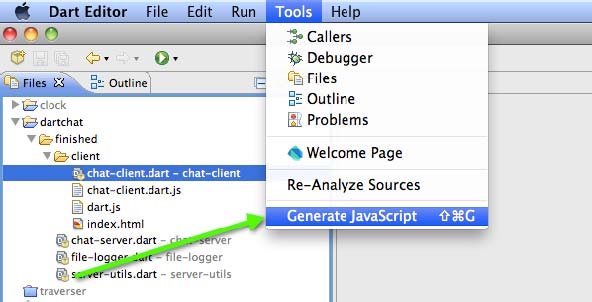 Dart Editor File Edit Run Tools Help
Callers
Debugger
Files
Outline
Problems
Welcome Page
Re-Analyze Sources
Generate JavaScript ⇧⌘G
Files Outline
clock
dartchat
finished
client
chat-client.dart - chat-client
chat-client.dart.js
dart.js
index.html
chat-server.dart - chat-server
file-logger.dart - file-logger
server-utils.dart - server-utils
traverser